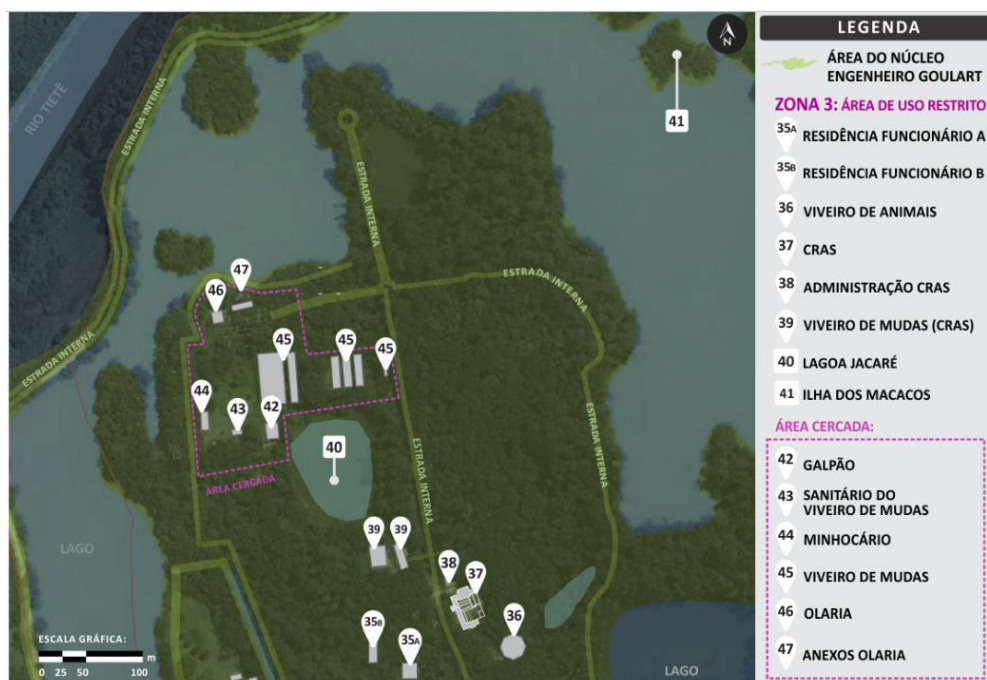 RIO TIETÊ
ESTRADA INTERNA
ESTRADA INTERNA
ESTRADA INTERNA
ESTRADA INTERNA
ESTRADA INTERNA
ESTRADA INTERNA
N
41
47
46
45
45
45
44
43
42
40
ÁREA CERCADA
LAGO
39
39
38
37
36
35B
35A
LAGO
ESCALA GRÁFICA:
m
0 25 50 100
LEGENDA
ÁREA DO NÚCLEO
ENGENHEIRO GOULART
ZONA 3: ÁREA DE USO RESTRITO
35A RESIDÊNCIA FUNCIONÁRIO A
35B RESIDÊNCIA FUNCIONÁRIO B
36 VIVEIRO DE ANIMAIS
37 CRAS
38 ADMINISTRAÇÃO CRAS
39 VIVEIRO DE MUDAS (CRAS)
40 LAGOA JACARÉ
41 ILHA DOS MACACOS
ÁREA CERCADA:
42 GALPÃO
43 SANITÁRIO DO
VIVEIRO DE MUDAS
44 MINHOCÁRIO
45 VIVEIRO DE MUDAS
46 OLARIA
47 ANEXOS OLARIA